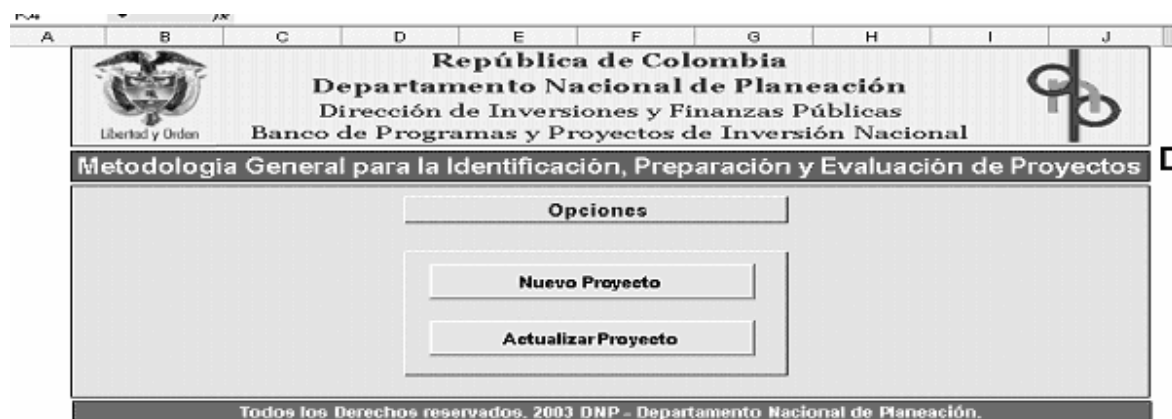 A B C D E F G H I J
República de Colombia
Departamento Nacional de Planeación
Dirección de Inversiones y Finanzas Públicas
Banco de Programas y Proyectos de Inversión Nacional
Libertad y Orden
dnp
Metodología General para la Identificación, Preparación y Evaluación de Proyectos
Opciones
Nuevo Proyecto
Actualizar Proyecto
Todos los Derechos reservados. 2003 DNP - Departamento Nacional de Planeación.